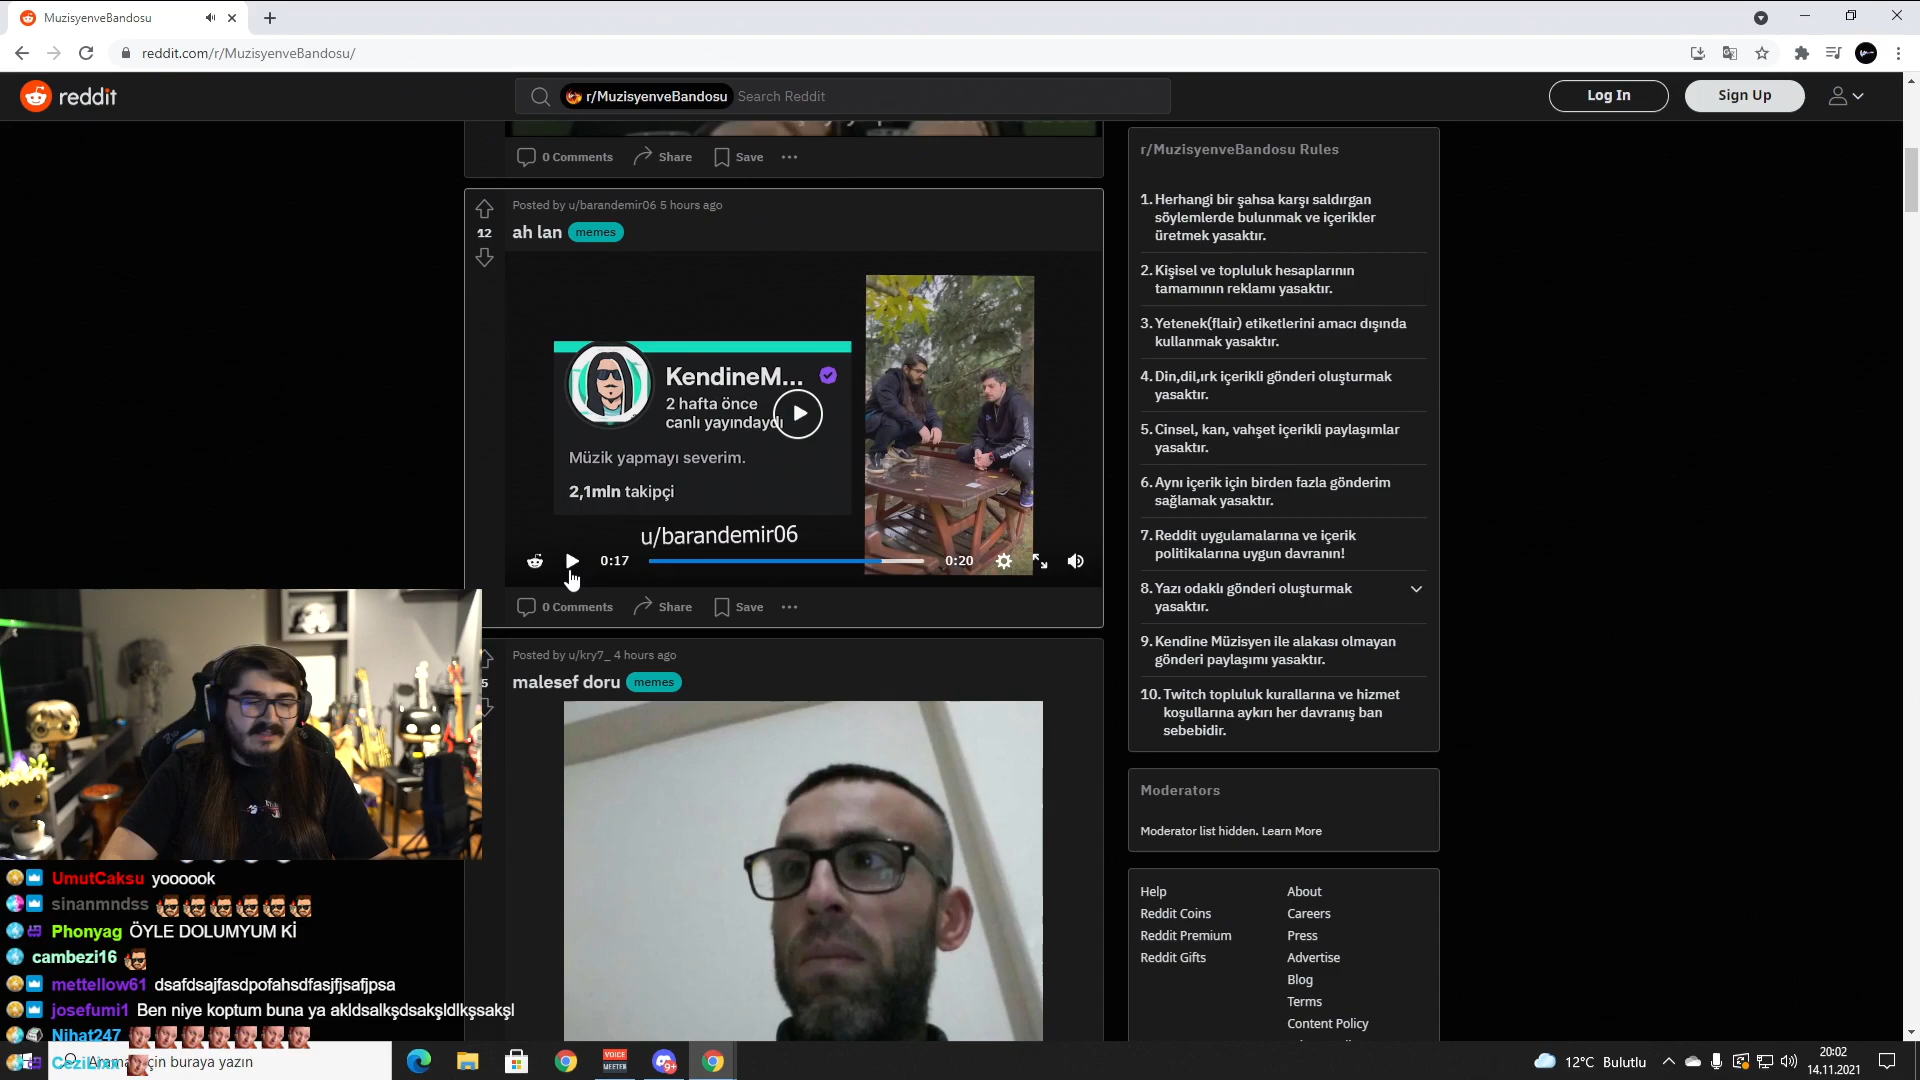 MuzisyenveBandosu
reddit.com/r/MuzisyenveBandosu/
reddit
r/MuzisyenveBandosu Search Reddit
Log In
Sign Up
0 Comments Share Save
Posted by u/barandemir06 5 hours ago
12
ah lan memes
KendineM...
2 hafta önce
canlı yayındaydı
Müzik yapmayı severim.
2,1mln takipçi
u/barandemir06
0:17 0:20
0 Comments Share Save
Posted by u/kry7_ 4 hours ago
5
malesef doru memes
r/MuzisyenveBandosu Rules
1. Herhangi bir şahsa karşı saldırgan
söylemlerde bulunmak ve içerikler
üretmek yasaktır.
2. Kişisel ve topluluk hesaplarının
tamamının reklamı yasaktır.
3. Yetenek(flair) etiketlerini amacı dışında
kullanmak yasaktır.
4. Din,dil,ırk içerikli gönderi oluşturmak
yasaktır.
5. Cinsel, kan, vahşet içerikli paylaşımlar
yasaktır.
6. Aynı içerik için birden fazla gönderim
sağlamak yasaktır.
7. Reddit uygulamalarına ve içerik
politikalarına uygun davranın!
8. Yazı odaklı gönderi oluşturmak
yasaktır.
9. Kendine Müzisyen ile alakası olmayan
gönderi paylaşımı yasaktır.
10. Twitch topluluk kurallarına ve hizmet
koşullarına aykırı her davranış ban
sebebidir.
Moderators
Moderator list hidden. Learn More
Help About
Reddit Coins Careers
Reddit Premium Press
Reddit Gifts Advertise
Blog
Terms
Content Policy
UmutCaksu yoooook
sinanmndss
Phonyag ÖYLE DOLUMYUM Kİ
cambezi16
mettellow61 dsafdsajfasdpofahsdfasjfjsafjpsa
josefumi1 Ben niye koptum buna ya akldsalkşdsakşldlkşsakşl
Nihat247
için buraya yazın
VOICE
MEETER
9+
12°C Bulutlu
20:02
14.11.2021